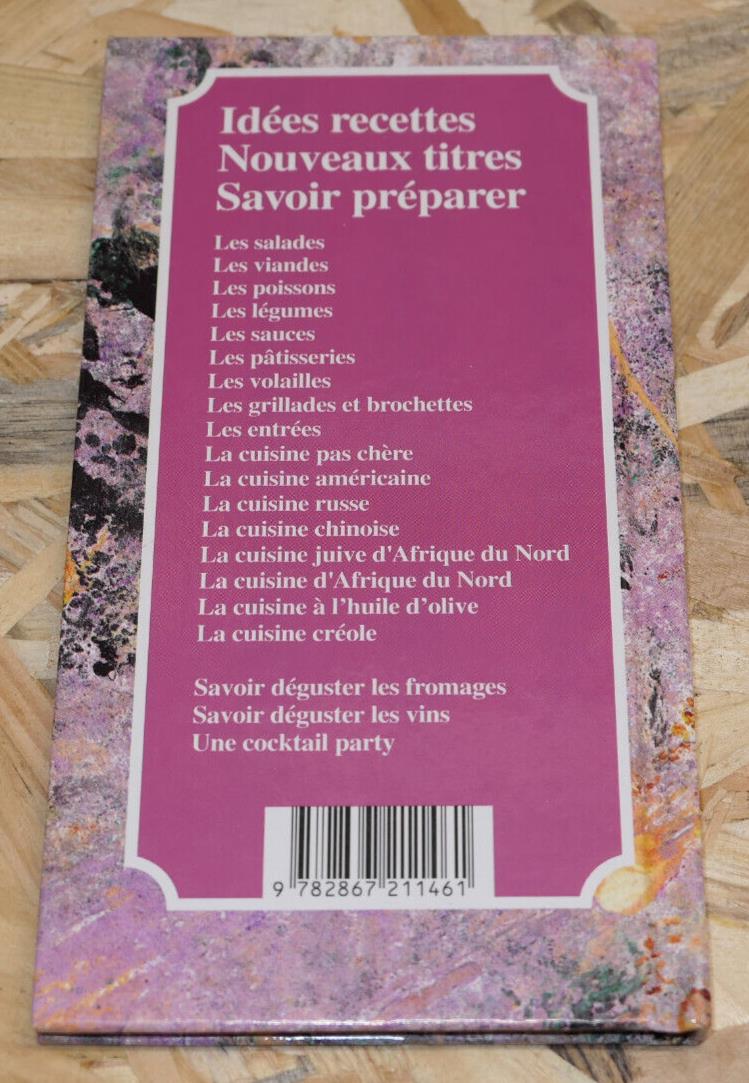 Idées recettes
Nouveaux titres
Savoir préparer
Les salades
Les viandes
Les poissons
Les légumes
Les sauces
Les pâtisseries
Les volailles
Les grillades et brochettes
Les entrées
La cuisine pas chère
La cuisine américaine
La cuisine russe
La cuisine chinoise
La cuisine juive d'Afrique du Nord
La cuisine d'Afrique du Nord
La cuisine à l’huile d’olive
La cuisine créole
Savoir déguster les fromages
Savoir déguster les vins
Une cocktail party
9 782867 211461